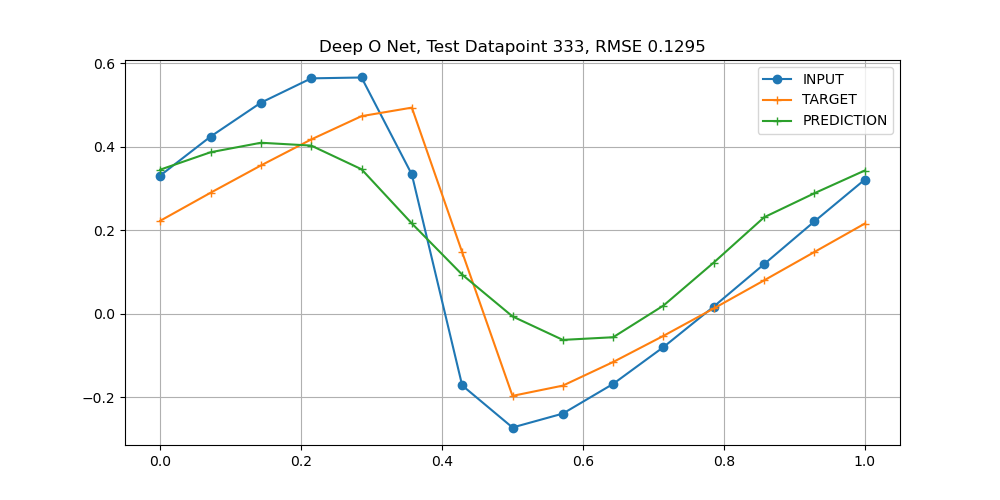 Deep O Net, Test Datapoint 333, RMSE 0.1295
INPUT
TARGET
PREDICTION
0.6
0.4
0.2
0.0
−0.2
0.0 0.2 0.4 0.6 0.8 1.0